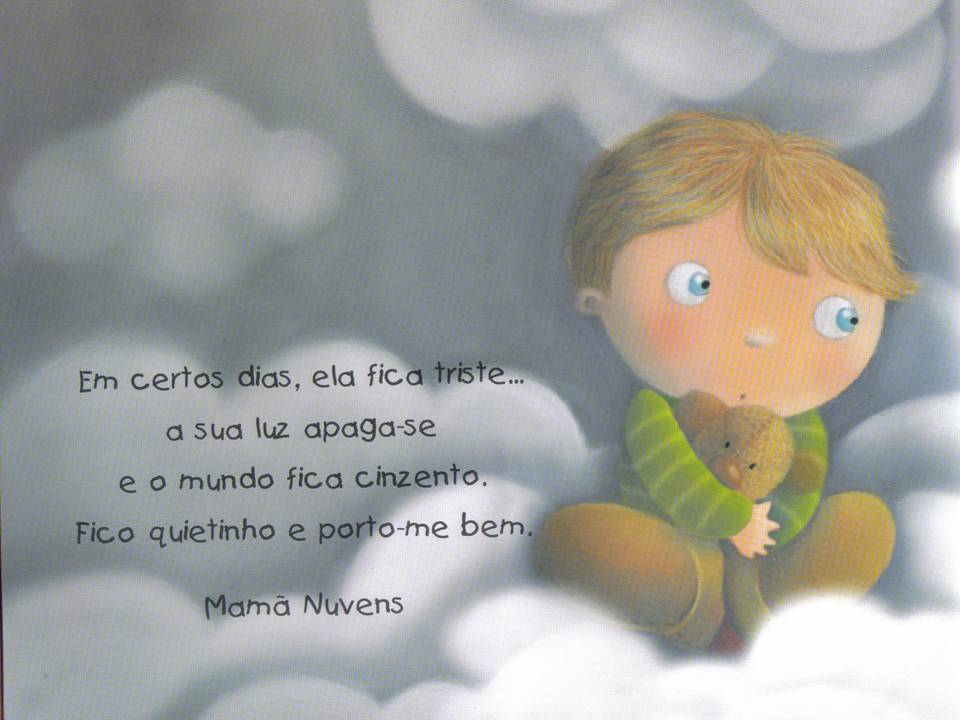 Em certos dias, ela fica triste...
a sua luz apaga-se
e o mundo fica cinzento.
Fico quietinho e porto-me bem.
Mamã Nuvens